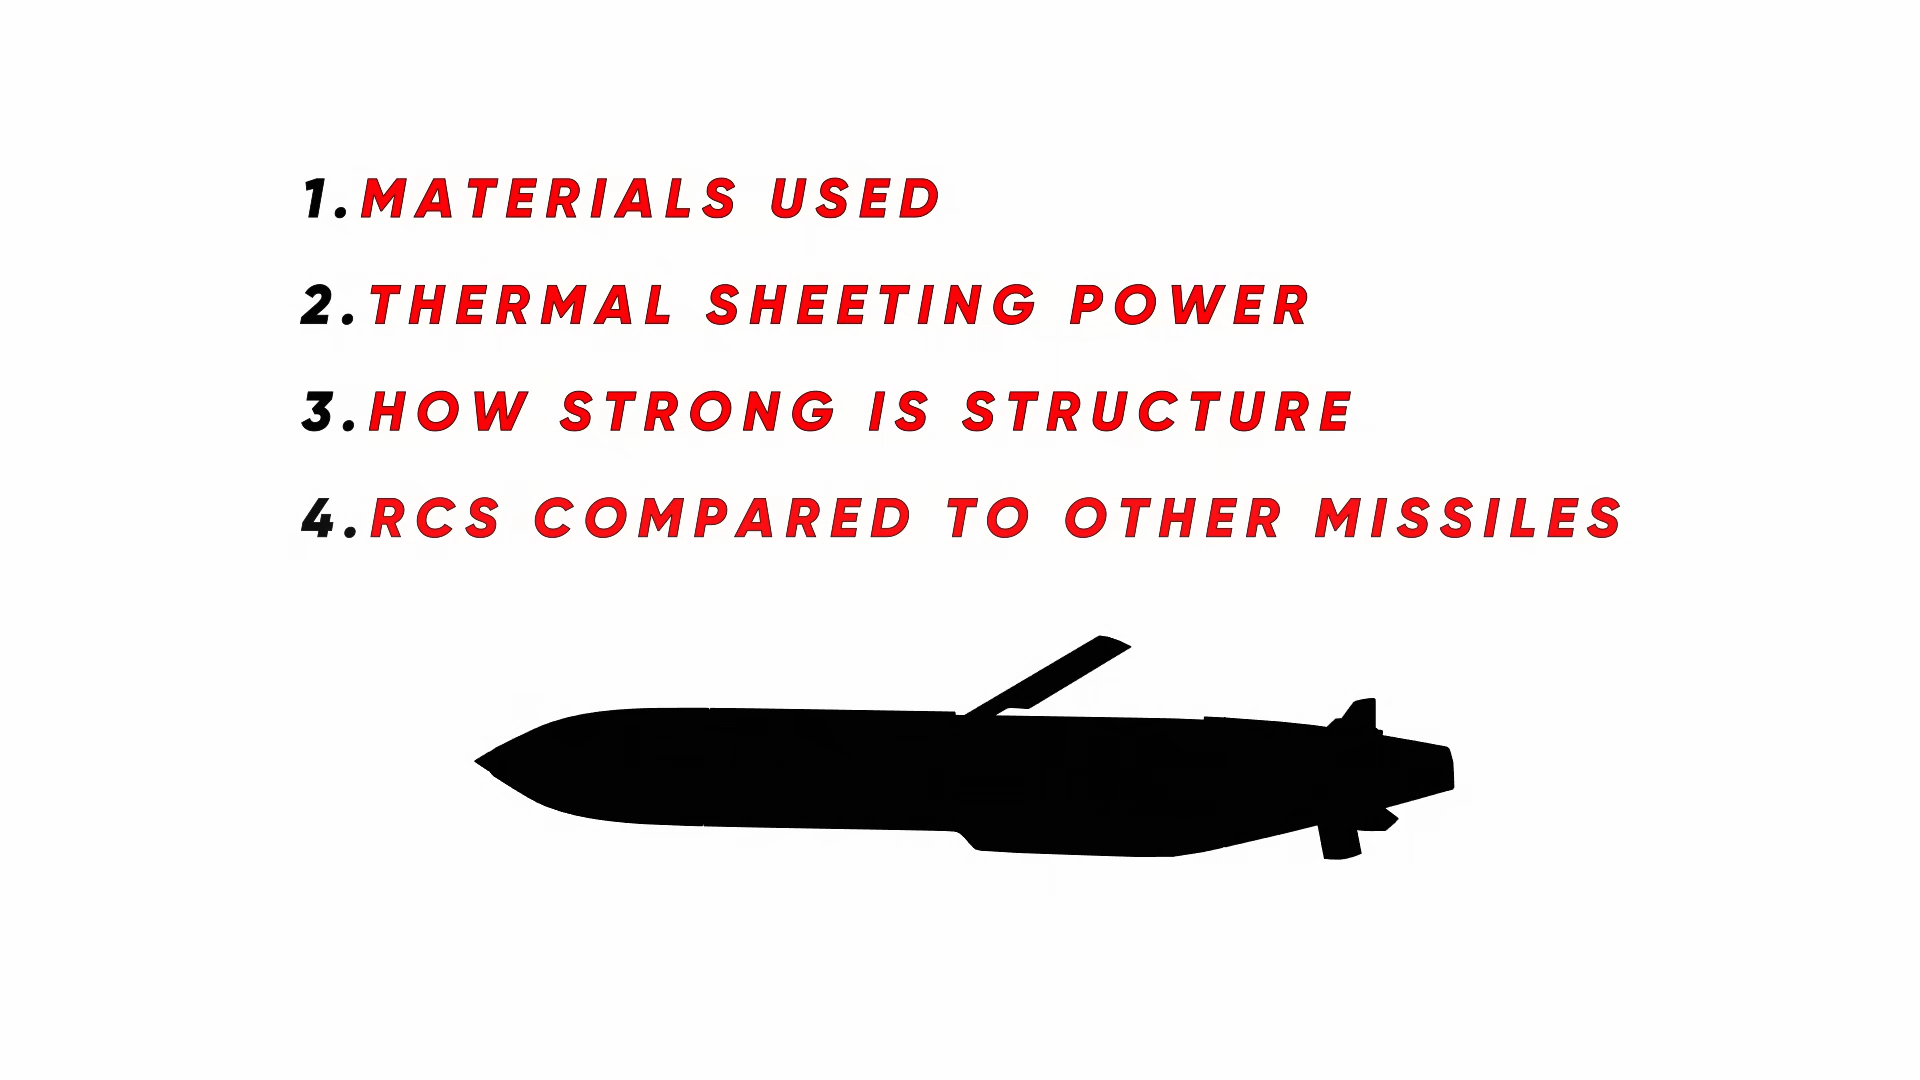 1.MATERIALS USED
2.THERMAL SHEETING POWER
3.HOW STRONG IS STRUCTURE
4.RCS COMPARED TO OTHER MISSILES